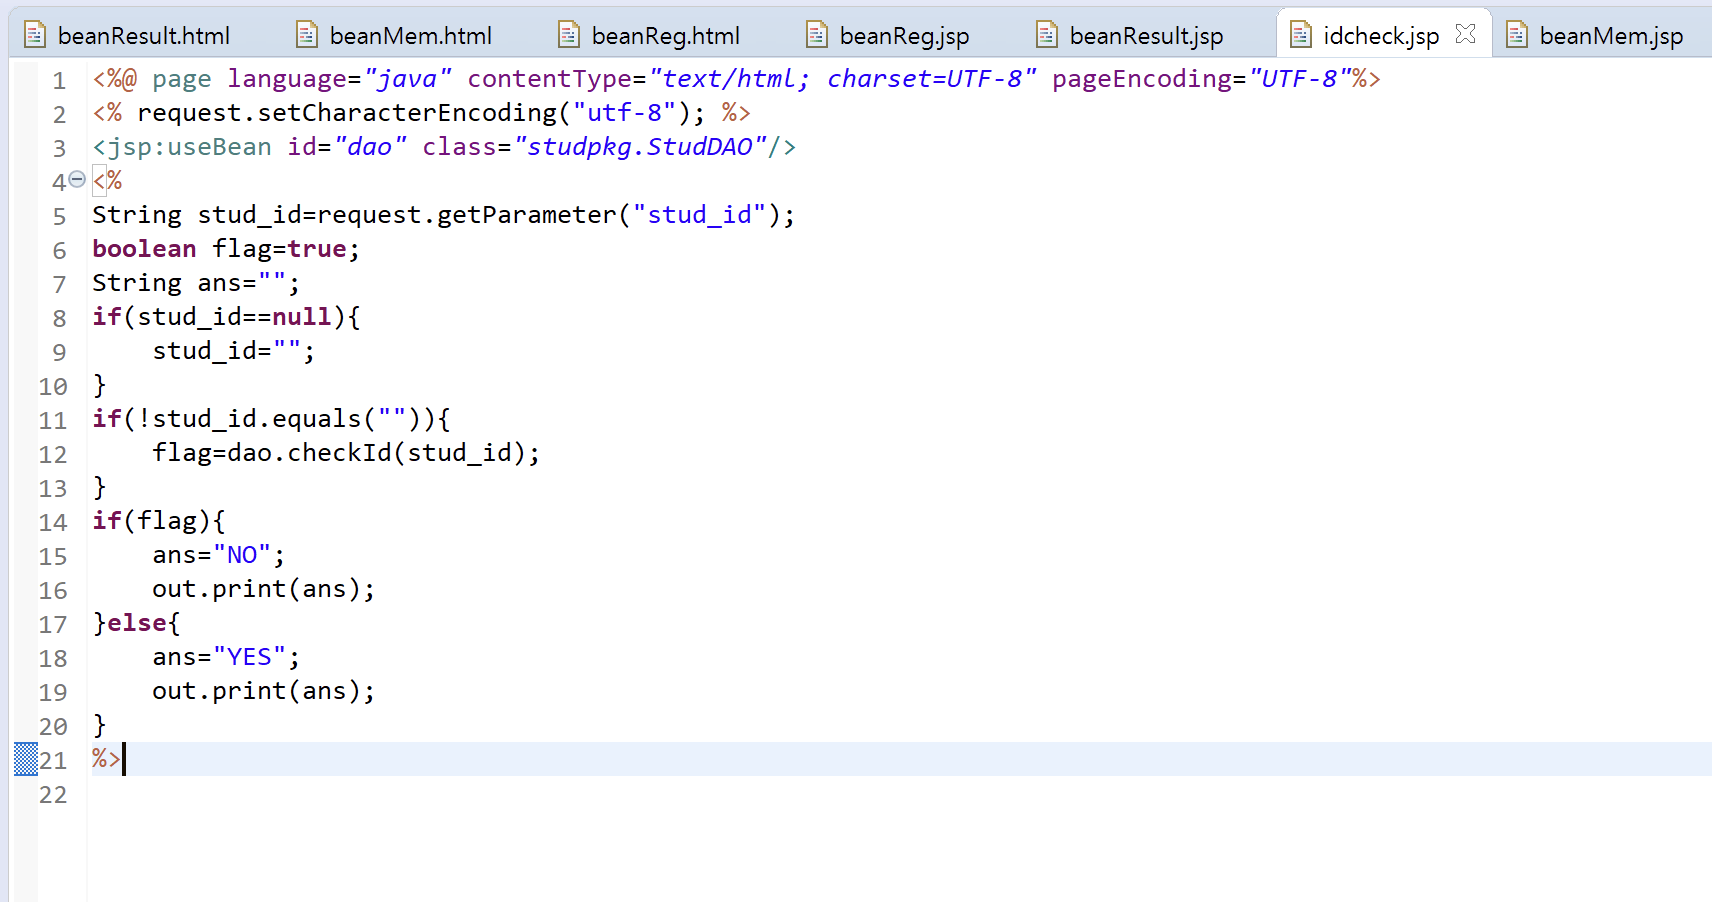 beanResult.html beanMem.html beanReg.html beanReg.jsp beanResult.jsp idcheck.jsp beanMem.jsp
1 <%@ page language="java" contentType="text/html; charset=UTF-8" pageEncoding="UTF-8"%>
2 <% request.setCharacterEncoding("utf-8"); %>
3 <jsp:useBean id="dao" class="studpkg.StudDAO"/>
4 <%
5 String stud_id=request.getParameter("stud_id");
6 boolean flag=true;
7 String ans="";
8 if(stud_id==null){
9     stud_id="";
10 }
11 if(!stud_id.equals("")){
12     flag=dao.checkId(stud_id);
13 }
14 if(flag){
15     ans="NO";
16     out.print(ans);
17 }else{
18     ans="YES";
19     out.print(ans);
20 }
21 %>
22